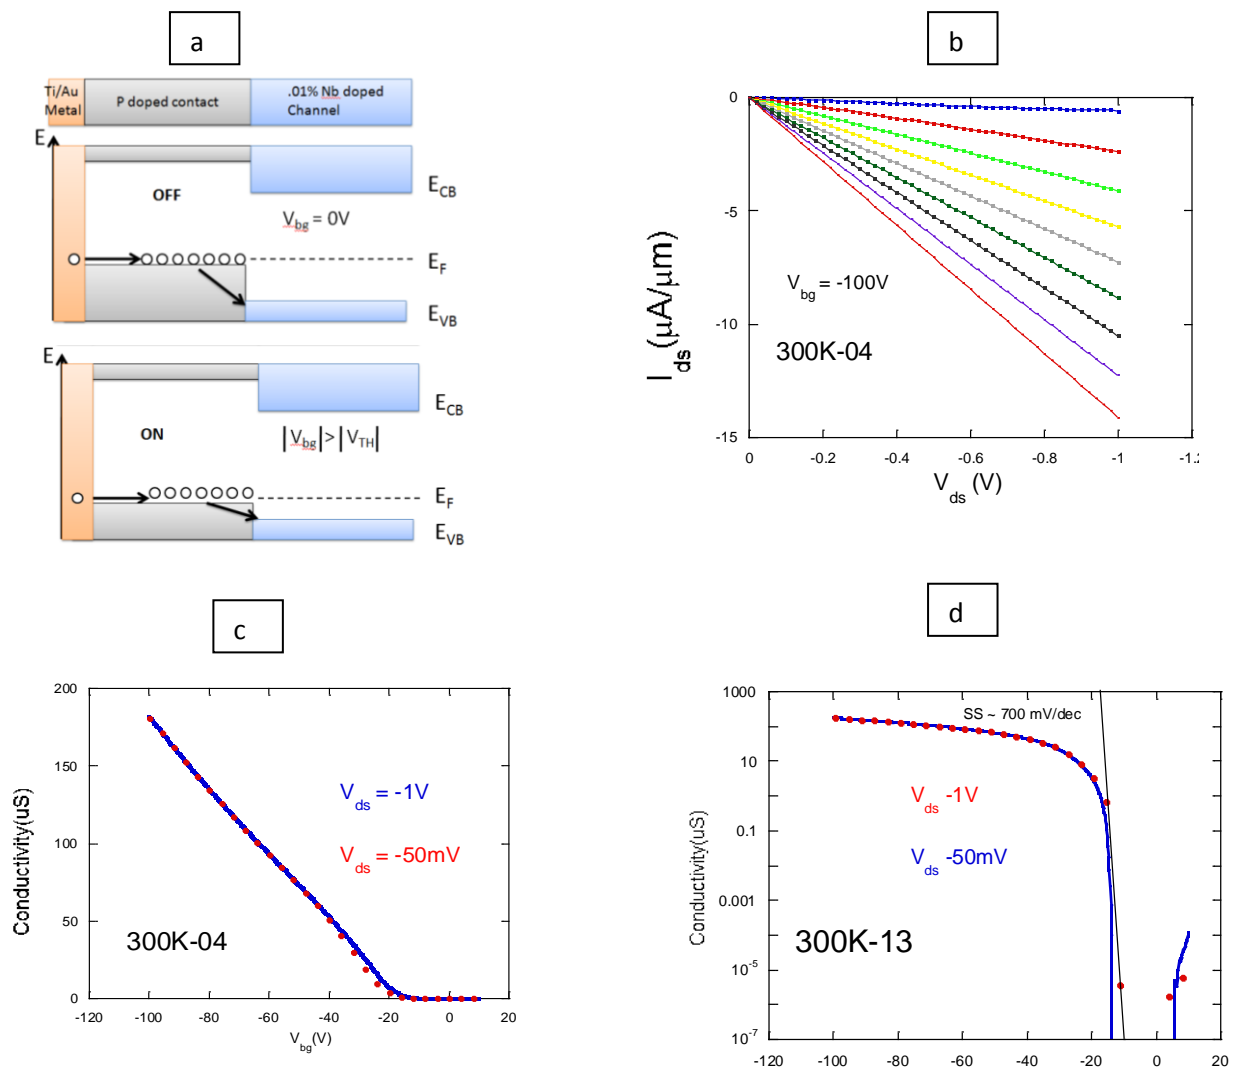 a
Ti/Au
Metal
P doped contact
.01% Nb doped
Channel
E
OFF
E_CB
V_bg = 0V
E_F
E_VB
E
E_CB
ON
|V_bg|>|V_TH|
E_F
E_VB
b
0
-5
-10
-15
I_ds (μA/μm)
V_bg = -100V
300K-04
0
-0.2
-0.4
-0.6
-0.8
-1
V_ds (V)
c
200
150
100
50
0
Conductivity(uS)
V_ds = -1V
V_ds = -50mV
300K-04
-120
-100
-80
-60
-40
-20
0
20
V_bg(V)
d
1000
10
0.1
0.001
10^-5
10^-7
Conductivity(uS)
SS ~ 700 mV/dec
V_ds -1V
V_ds -50mV
300K-13
-120
-100
-80
-60
-40
-20
0
20